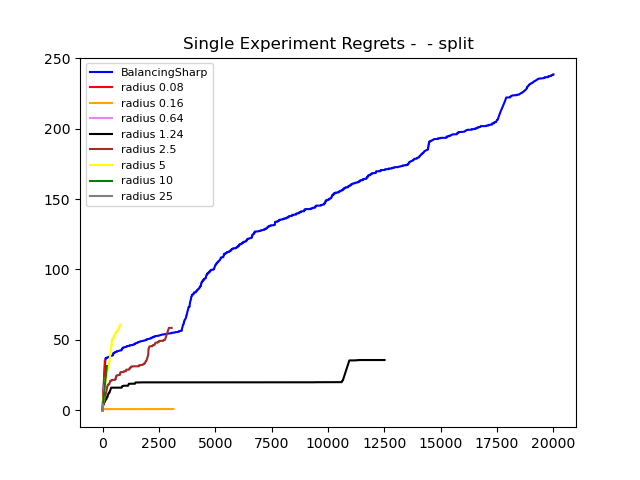 Single Experiment Regrets -  - split
250
200
150
100
50
0
BalancingSharp
radius 0.08
radius 0.16
radius 0.64
radius 1.24
radius 2.5
radius 5
radius 10
radius 25
0 2500 5000 7500 10000 12500 15000 17500 20000